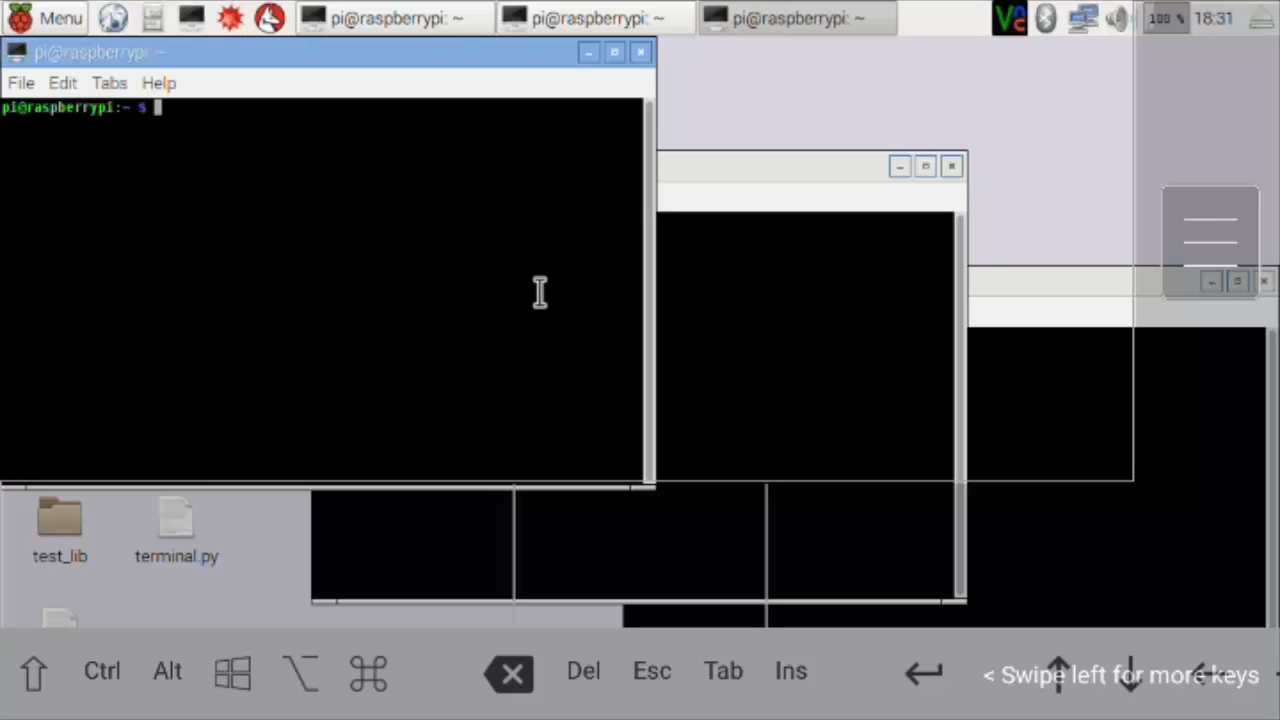 Menu
pi@raspberrypi: ~
pi@raspberrypi: ~
pi@raspberrypi: ~
100 %
18:31
pi@raspberrypi: ~
File Edit Tabs Help
pi@raspberrypi:~ $
test_lib
terminal.py
Ctrl Alt Del Esc Tab Ins < Swipe left for more keys